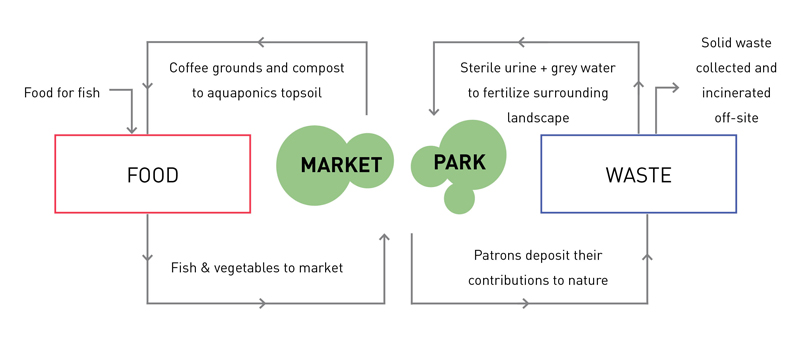 Coffee grounds and compost
to aquaponics topsoil
Food for fish
Sterile urine + grey water
to fertilize surrounding
landscape
Solid waste
collected and
incinerated
off-site
FOOD
MARKET
PARK
WASTE
Fish & vegetables to market
Patrons deposit their
contributions to nature